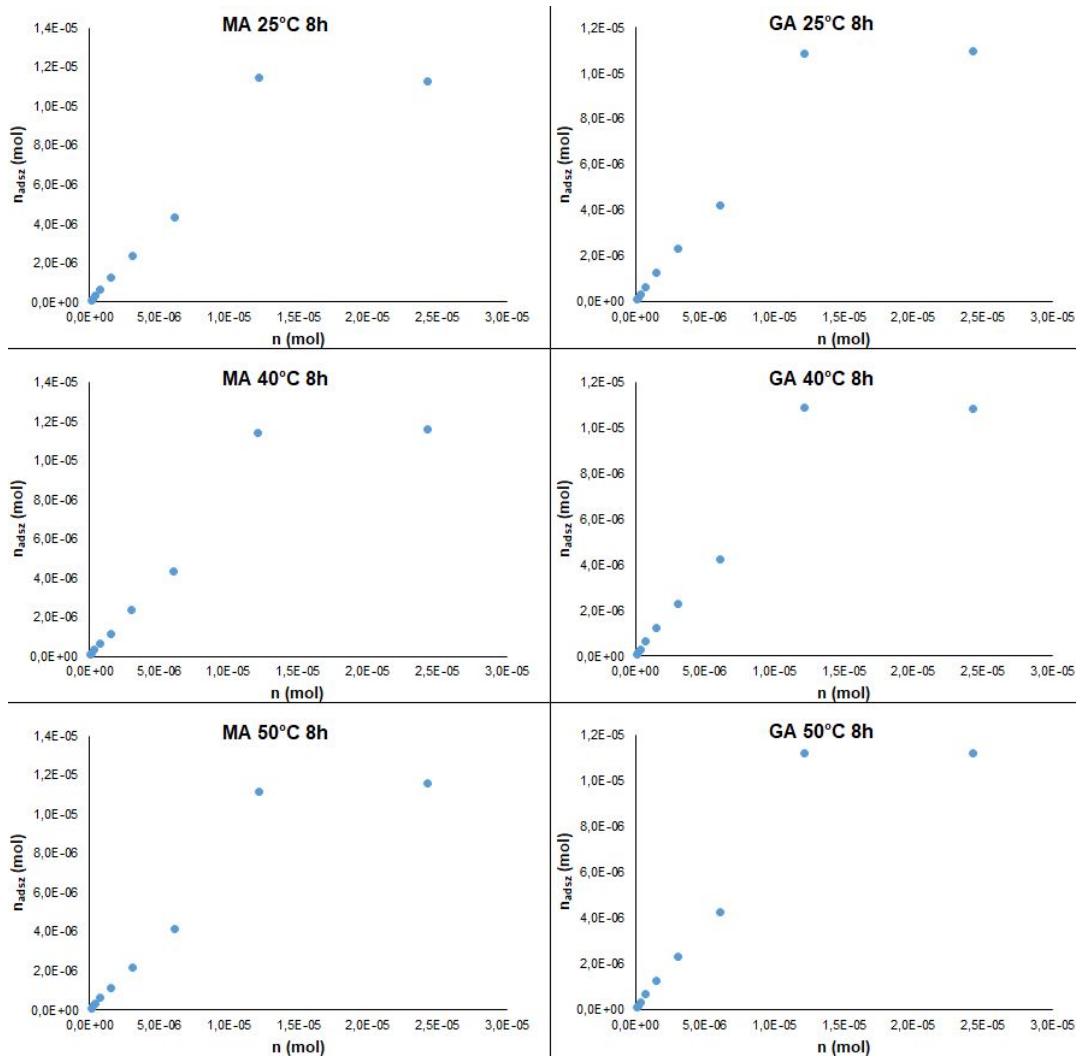 MA 25°C 8h
n_adsz (mol)
1,4E-05
1,2E-05
1,0E-05
8,0E-06
6,0E-06
4,0E-06
2,0E-06
0,0E+00
0,0E+00 5,0E-06 1,0E-05 1,5E-05 2,0E-05 2,5E-05 3,0E-05
n (mol)
GA 25°C 8h
n_adsz (mol)
1,2E-05
1,0E-05
8,0E-06
6,0E-06
4,0E-06
2,0E-06
0,0E+00
0,0E+00 5,0E-06 1,0E-05 1,5E-05 2,0E-05 2,5E-05 3,0E-05
n (mol)
MA 40°C 8h
n_adsz (mol)
1,4E-05
1,2E-05
1,0E-05
8,0E-06
6,0E-06
4,0E-06
2,0E-06
0,0E+00
0,0E+00 5,0E-06 1,0E-05 1,5E-05 2,0E-05 2,5E-05 3,0E-05
n (mol)
GA 40°C 8h
n_adsz (mol)
1,2E-05
1,0E-05
8,0E-06
6,0E-06
4,0E-06
2,0E-06
0,0E+00
0,0E+00 5,0E-06 1,0E-05 1,5E-05 2,0E-05 2,5E-05 3,0E-05
n (mol)
MA 50°C 8h
n_adsz (mol)
1,4E-05
1,2E-05
1,0E-05
8,0E-06
6,0E-06
4,0E-06
2,0E-06
0,0E+00
0,0E+00 5,0E-06 1,0E-05 1,5E-05 2,0E-05 2,5E-05 3,0E-05
n (mol)
GA 50°C 8h
n_adsz (mol)
1,2E-05
1,0E-05
8,0E-06
6,0E-06
4,0E-06
2,0E-06
0,0E+00
0,0E+00 5,0E-06 1,0E-05 1,5E-05 2,0E-05 2,5E-05 3,0E-05
n (mol)